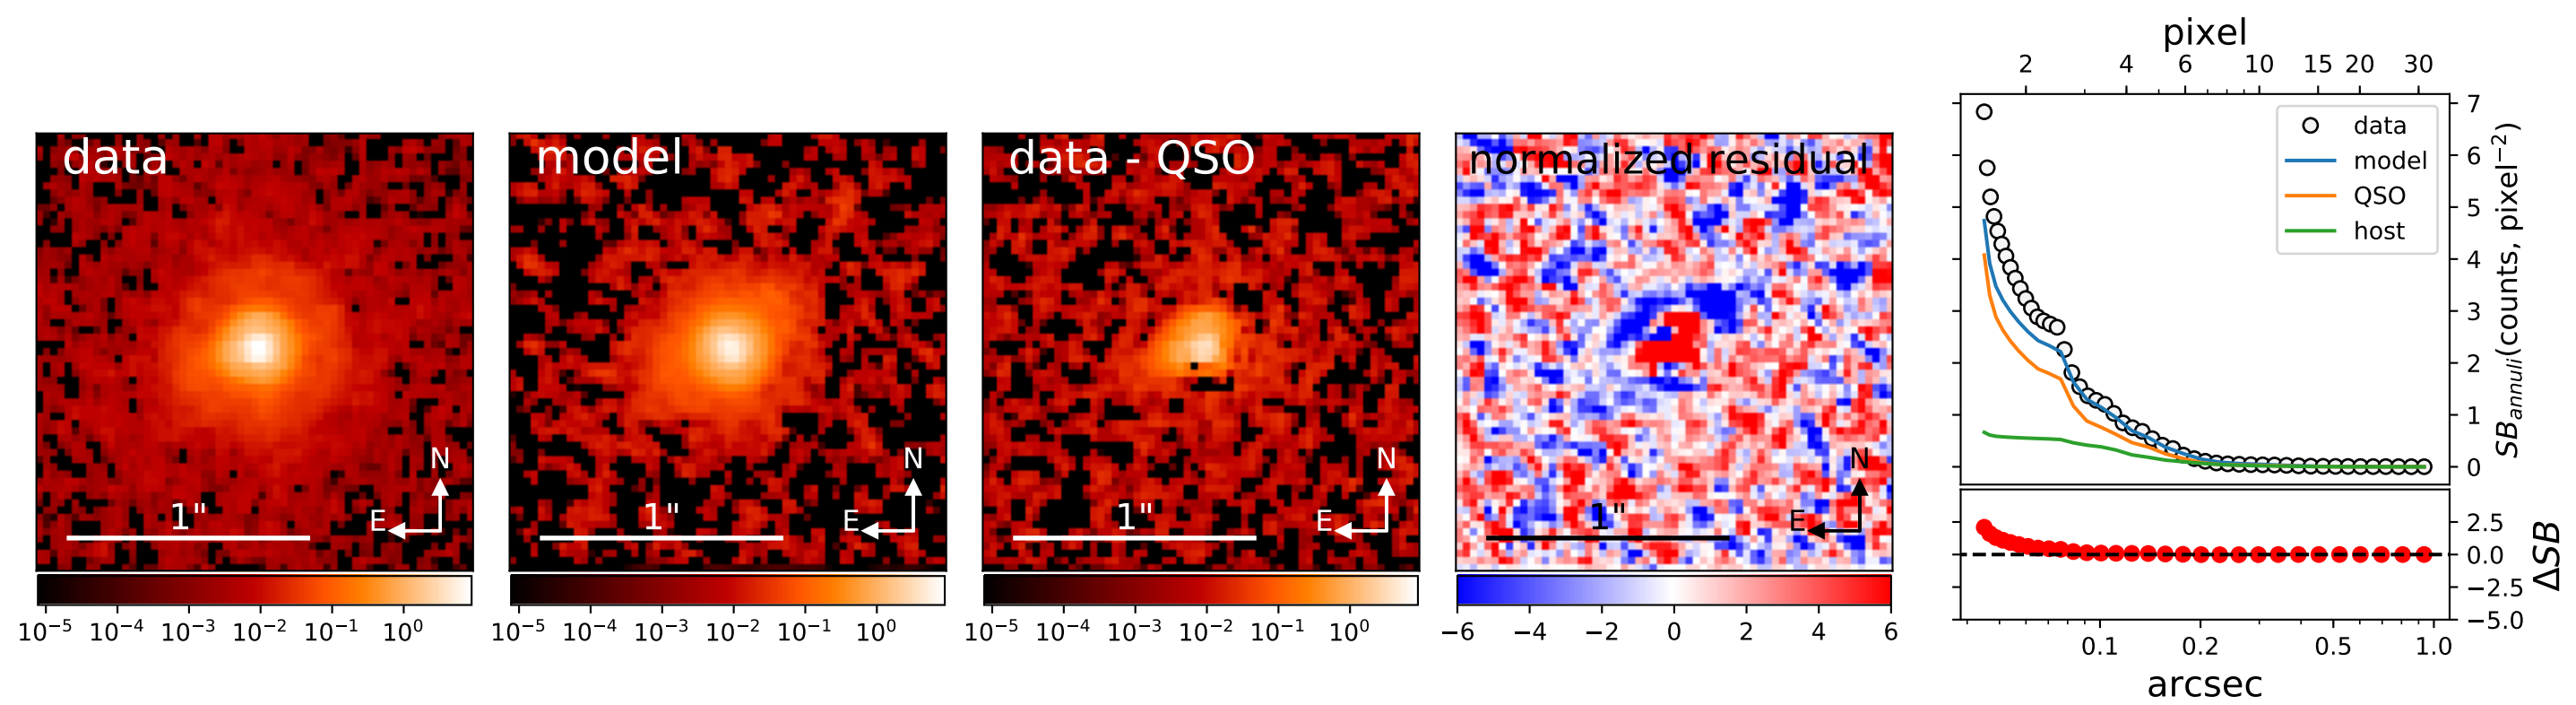 data
N
E
1"
10⁻⁵ 10⁻⁴ 10⁻³ 10⁻² 10⁻¹ 10⁰
model
N
E
1"
10⁻⁵ 10⁻⁴ 10⁻³ 10⁻² 10⁻¹ 10⁰
data - QSO
N
E
1"
10⁻⁵ 10⁻⁴ 10⁻³ 10⁻² 10⁻¹ 10⁰
normalized residual
N
E
1"
−6 −4 −2 0 2 4 6
pixel
2 4 6 10 15 20 30
data
model
QSO
host
7
6
5
4
3
2
1
0
SB_annuli(counts, pixel⁻²)
2.5
0.0
−2.5
−5.0
ΔSB
0.1 0.2 0.5 1.0
arcsec